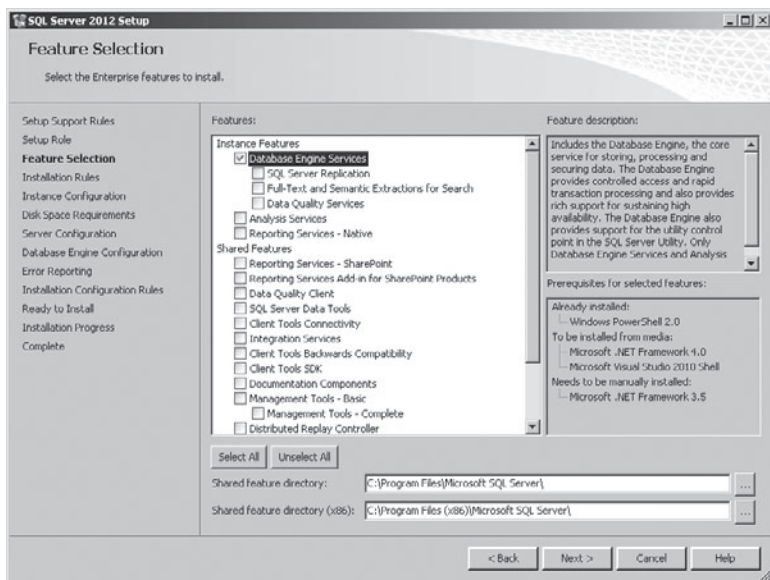 SQL Server 2012 Setup
Feature Selection
Select the Enterprise features to install.
Setup Support Rules
Setup Role
Feature Selection
Installation Rules
Instance Configuration
Disk Space Requirements
Server Configuration
Database Engine Configuration
Error Reporting
Installation Configuration Rules
Ready to Install
Installation Progress
Complete
Features:
Instance Features
Database Engine Services
SQL Server Replication
Full-Text and Semantic Extractions for Search
Data Quality Services
Analysis Services
Reporting Services - Native
Shared Features
Reporting Services - SharePoint
Reporting Services Add-in for SharePoint Products
Data Quality Client
SQL Server Data Tools
Client Tools Connectivity
Integration Services
Client Tools Backwards Compatibility
Client Tools SDK
Documentation Components
Management Tools - Basic
Management Tools - Complete
Distributed Replay Controller
Feature description:
Includes the Database Engine, the core
service for storing, processing and
securing data. The Database Engine
provides controlled access and rapid
transaction processing and also provides
rich support for sustaining high
availability. The Database Engine also
provides support for the utility control
point in the SQL Server Utility. Only
Database Engine Services and Analysis
Prerequisites for selected features:
Already installed:
Windows PowerShell 2.0
To be installed from media:
Microsoft .NET Framework 4.0
Microsoft Visual Studio 2010 Shell
Needs to be manually installed:
Microsoft .NET Framework 3.5
Select All
Unselect All
Shared feature directory:
C:\Program Files\Microsoft SQL Server\
...
Shared feature directory (x86):
C:\Program Files (x86)\Microsoft SQL Server\
...
< Back
Next >
Cancel
Help